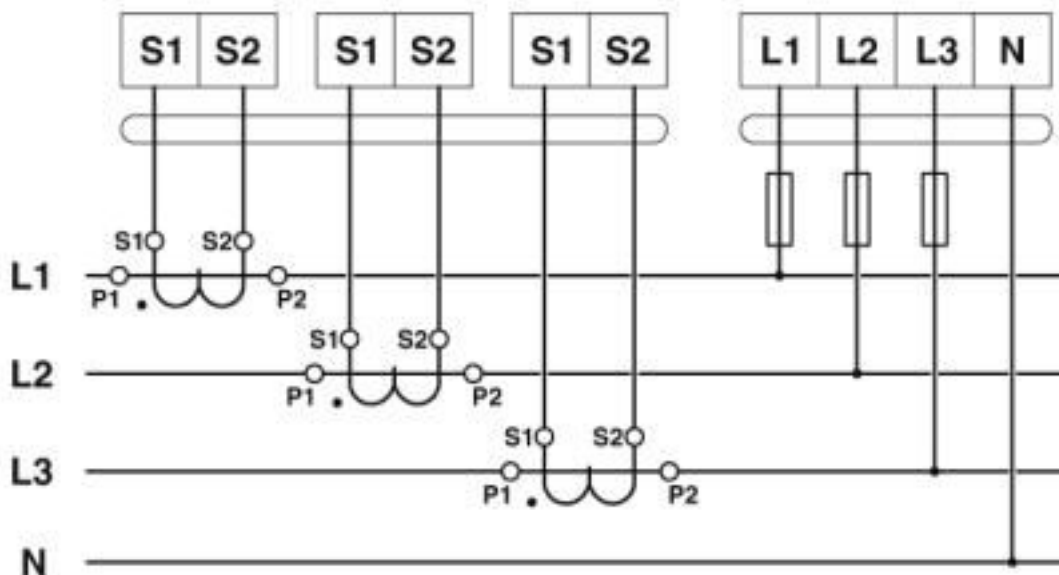 S1 S2 S1 S2 S1 S2 L1 L2 L3 N
S1 S2
L1
P1 P2
S1 S2
L2
P1 P2
S1 S2
L3
P1 P2
N